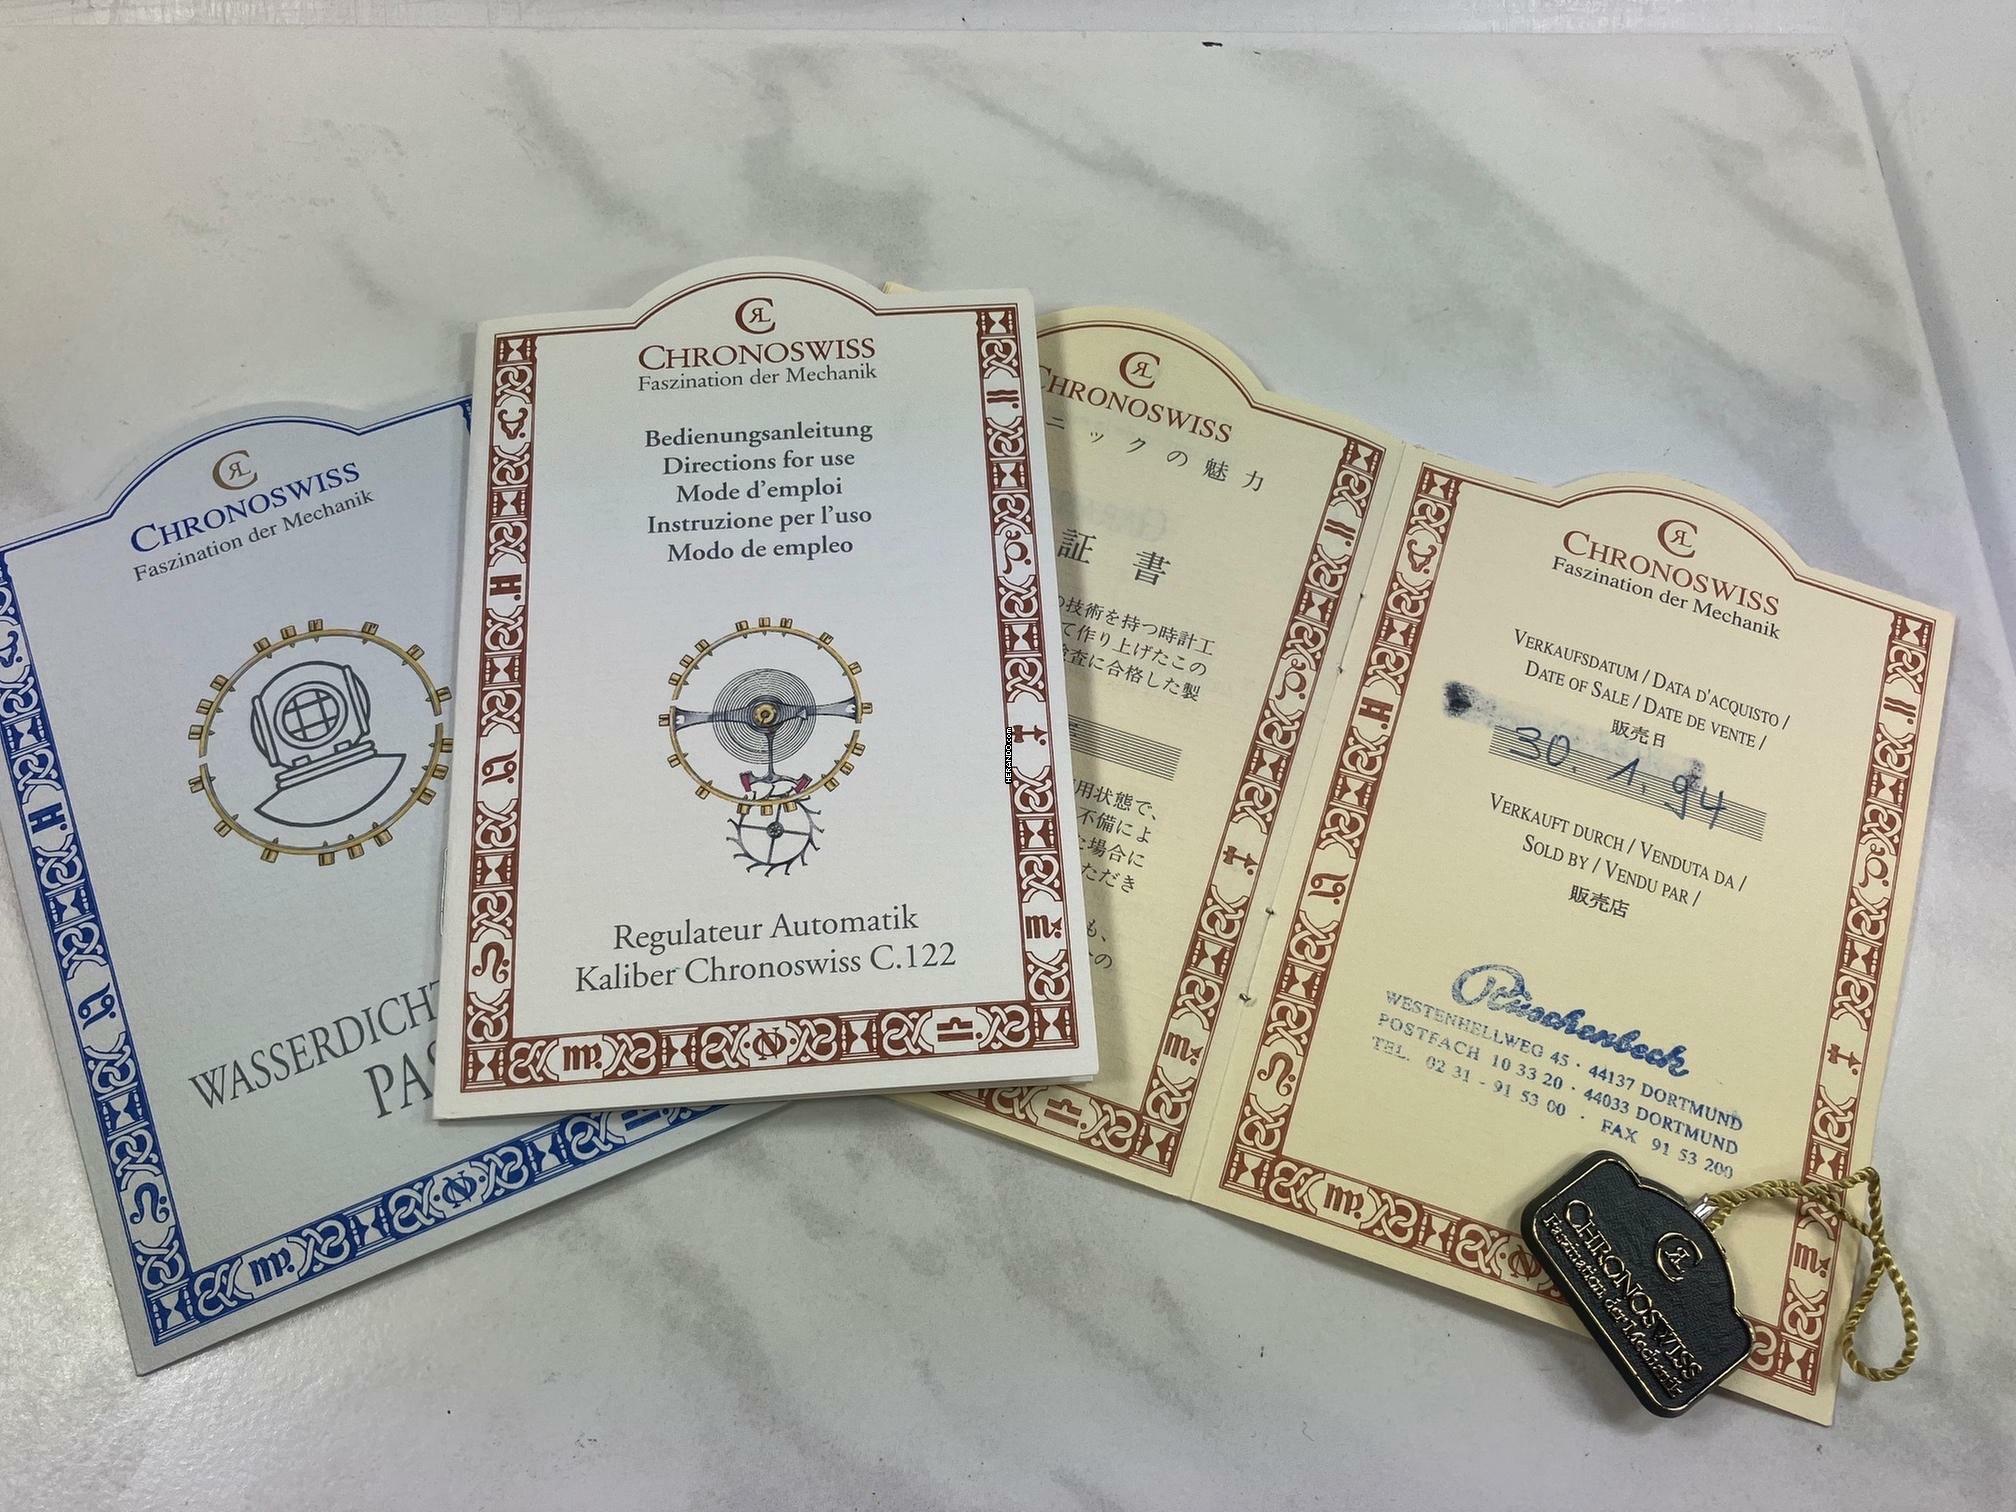 CHRONOSWISS
Faszination der Mechanik
WASSERDICHT
CHRONOSWISS
Faszination der Mechanik
Bedienungsanleitung
Directions for use
Mode d'emploi
Instruzione per l'uso
Modo de empleo
Regulateur Automatik
Kaliber Chronoswiss C.122
HERANDO.com
CHRONOSWISS
ニックの魅力
証書
の技術を持つ時計工
て作り上げたこの
査に合格した製
用状態で、
不備によ
場合に
ただき
も、
の
CHRONOSWISS
Faszination der Mechanik
VERKAUFSDATUM / DATA D'ACQUISTO /
DATE OF SALE / DATE DE VENTE /
販売日
30. 1. 94
VERKAUFT DURCH / VENDUTA DA /
SOLD BY / VENDU PAR /
販売店
Rüschenbeck
WESTENHELLWEG 45 · 44137 DORTMUND
POSTFACH 10 33 20 · 44033 DORTMUND
TEL. 02 31 - 91 53 00 · FAX 91 53 200
CHRONOSWISS
Faszination der Mechanik